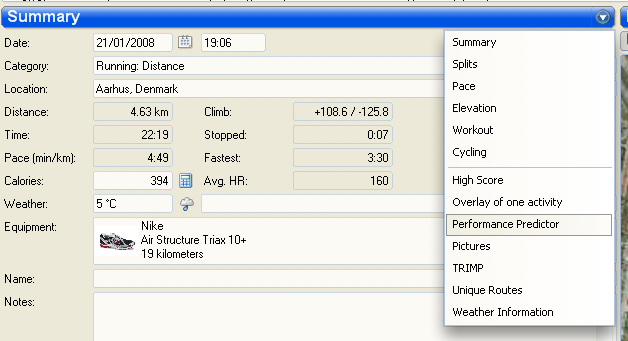 Summary
Date: 21/01/2008 19:06
Category: Running: Distance
Location: Aarhus, Denmark
Distance: 4.63 km Climb: +108.6 / -125.8
Time: 22:19 Stopped: 0:07
Pace (min/km): 4:49 Fastest: 3:30
Calories: 394 Avg. HR: 160
Weather: 5 °C
Equipment: Nike
Air Structure Triax 10+
19 kilometers
Name:
Notes:
Summary
Splits
Pace
Elevation
Workout
Cycling
High Score
Overlay of one activity
Performance Predictor
Pictures
TRIMP
Unique Routes
Weather Information